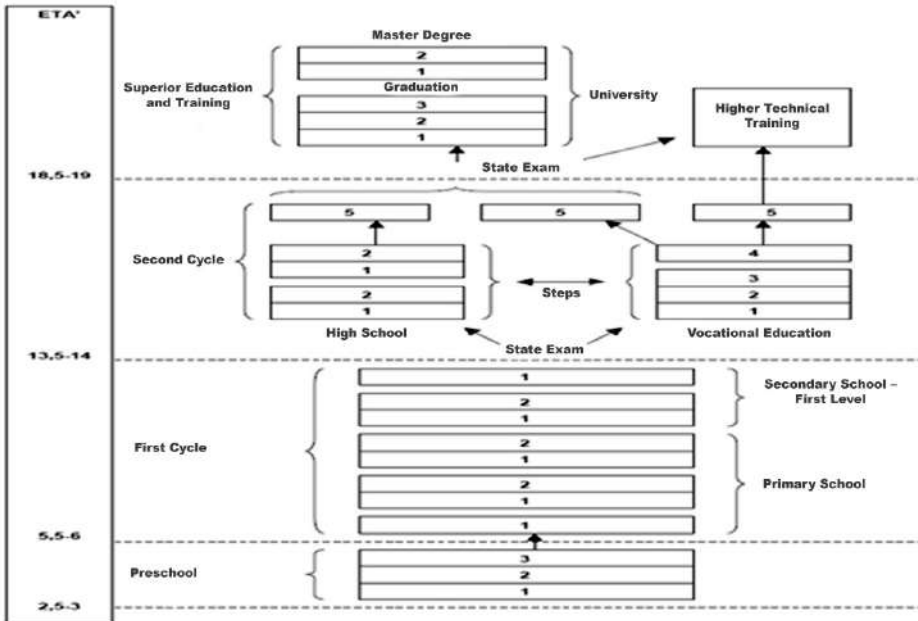 ETA'
Master Degree
2
1
Superior Education
and Training
Graduation
3
2
1
University
Higher Technical
Training
State Exam
18,5-19
5
5
5
Second Cycle
2
1
2
1
High School
Steps
4
3
2
1
Vocational Education
State Exam
13,5-14
First Cycle
1
2
1
Secondary School –
First Level
2
1
2
1
1
Primary School
5,5-6
Preschool
3
2
1
2,5-3